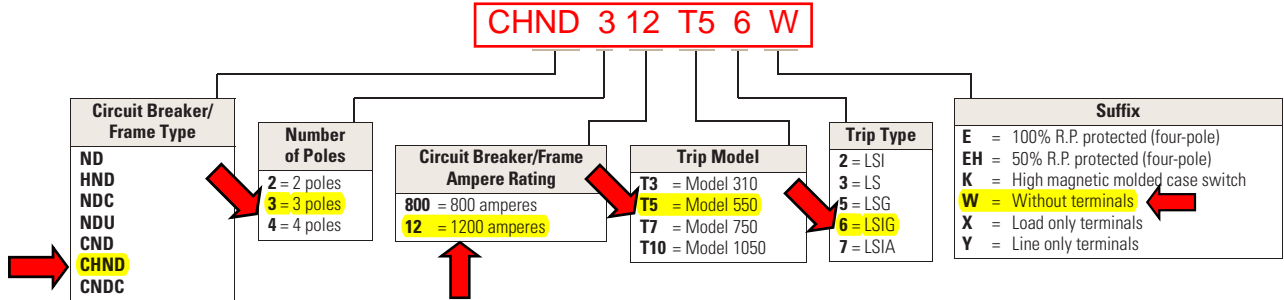 CHND 3 12 T5 6 W
Circuit Breaker/
Frame Type
ND
HND
NDC
NDU
CND
CHND
CNDC
Number
of Poles
2 = 2 poles
3 = 3 poles
4 = 4 poles
Circuit Breaker/Frame
Ampere Rating
800 = 800 amperes
12 = 1200 amperes
Trip Model
T3 = Model 310
T5 = Model 550
T7 = Model 750
T10 = Model 1050
Trip Type
2 = LSI
3 = LS
5 = LSG
6 = LSIG
7 = LSIA
Suffix
E = 100% R.P. protected (four-pole)
EH = 50% R.P. protected (four-pole)
K = High magnetic molded case switch
W = Without terminals
X = Load only terminals
Y = Line only terminals